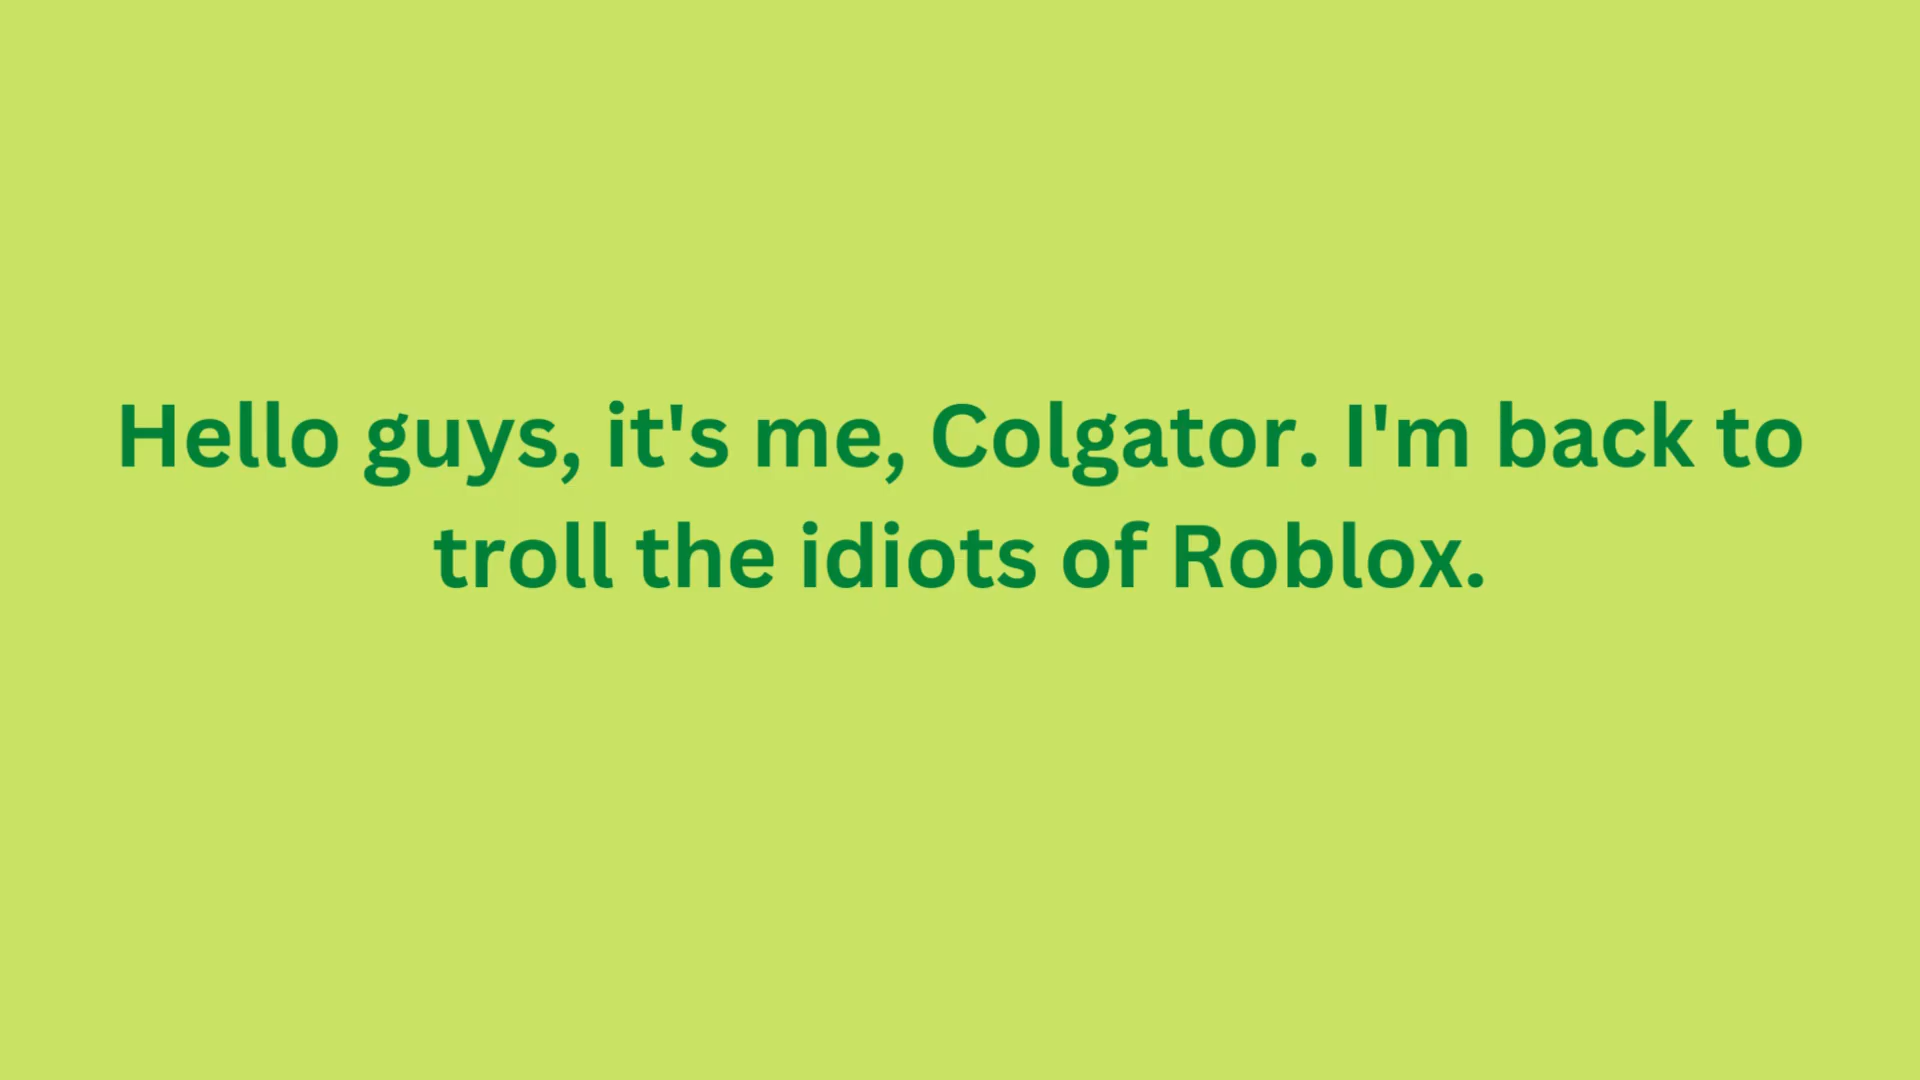 Hello guys, it's me, Colgator. I'm back to
troll the idiots of Roblox.